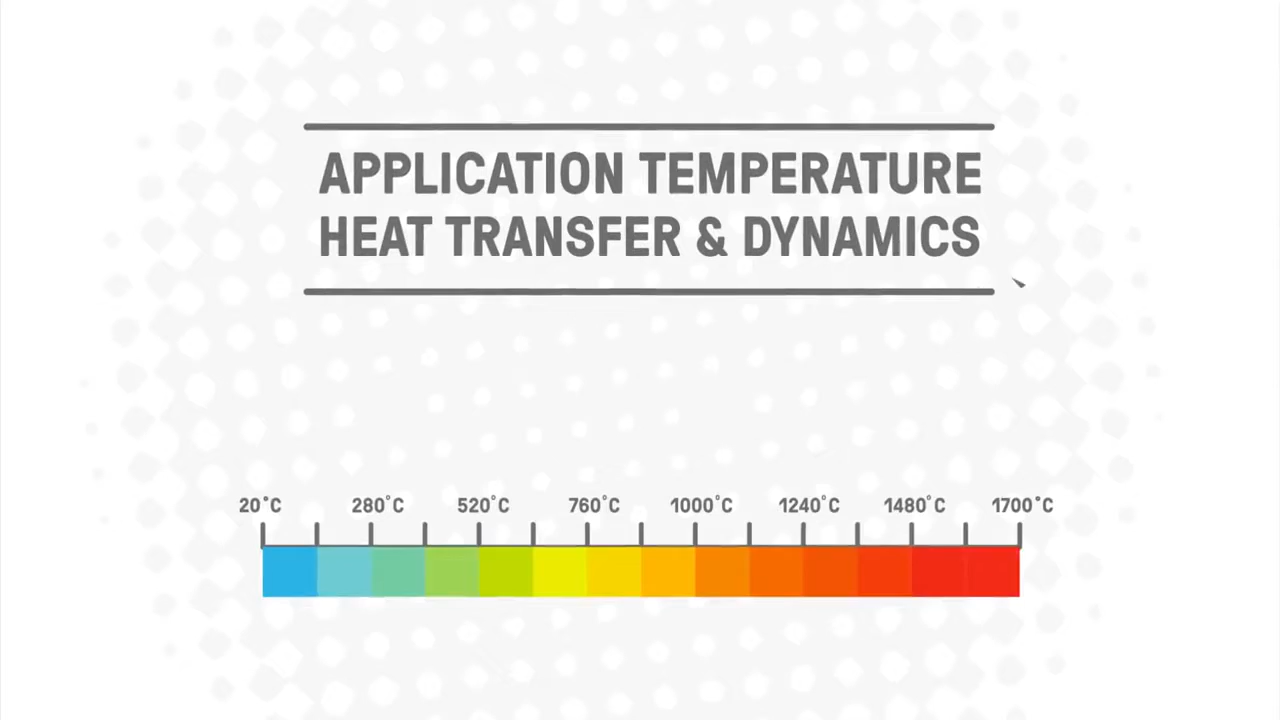 APPLICATION TEMPERATURE
HEAT TRANSFER & DYNAMICS
20°C 280°C 520°C 760°C 1000°C 1240°C 1480°C 1700°C